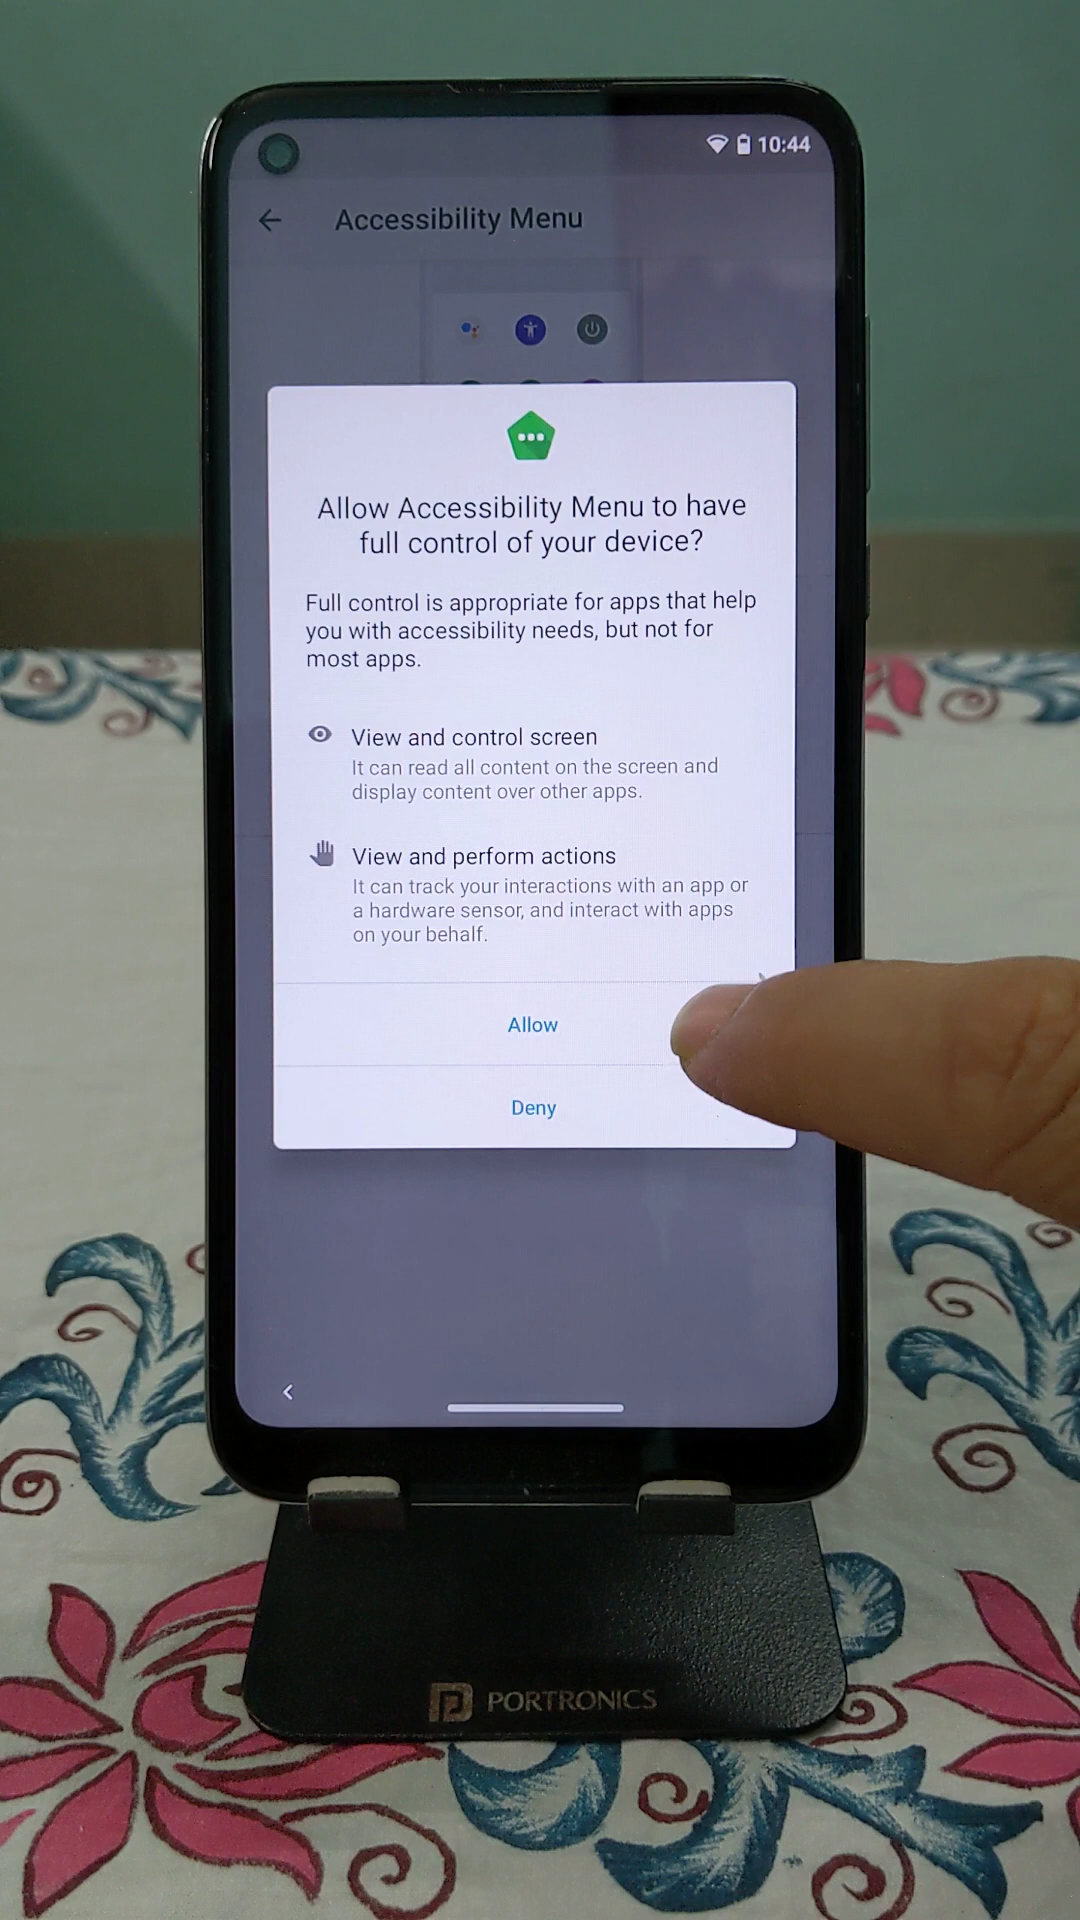 10:44
Accessibility Menu
Allow Accessibility Menu to have
full control of your device?
Full control is appropriate for apps that help
you with accessibility needs, but not for
most apps.
View and control screen
It can read all content on the screen and
display content over other apps.
View and perform actions
It can track your interactions with an app or
a hardware sensor, and interact with apps
on your behalf.
Allow
Deny
PORTRONICS